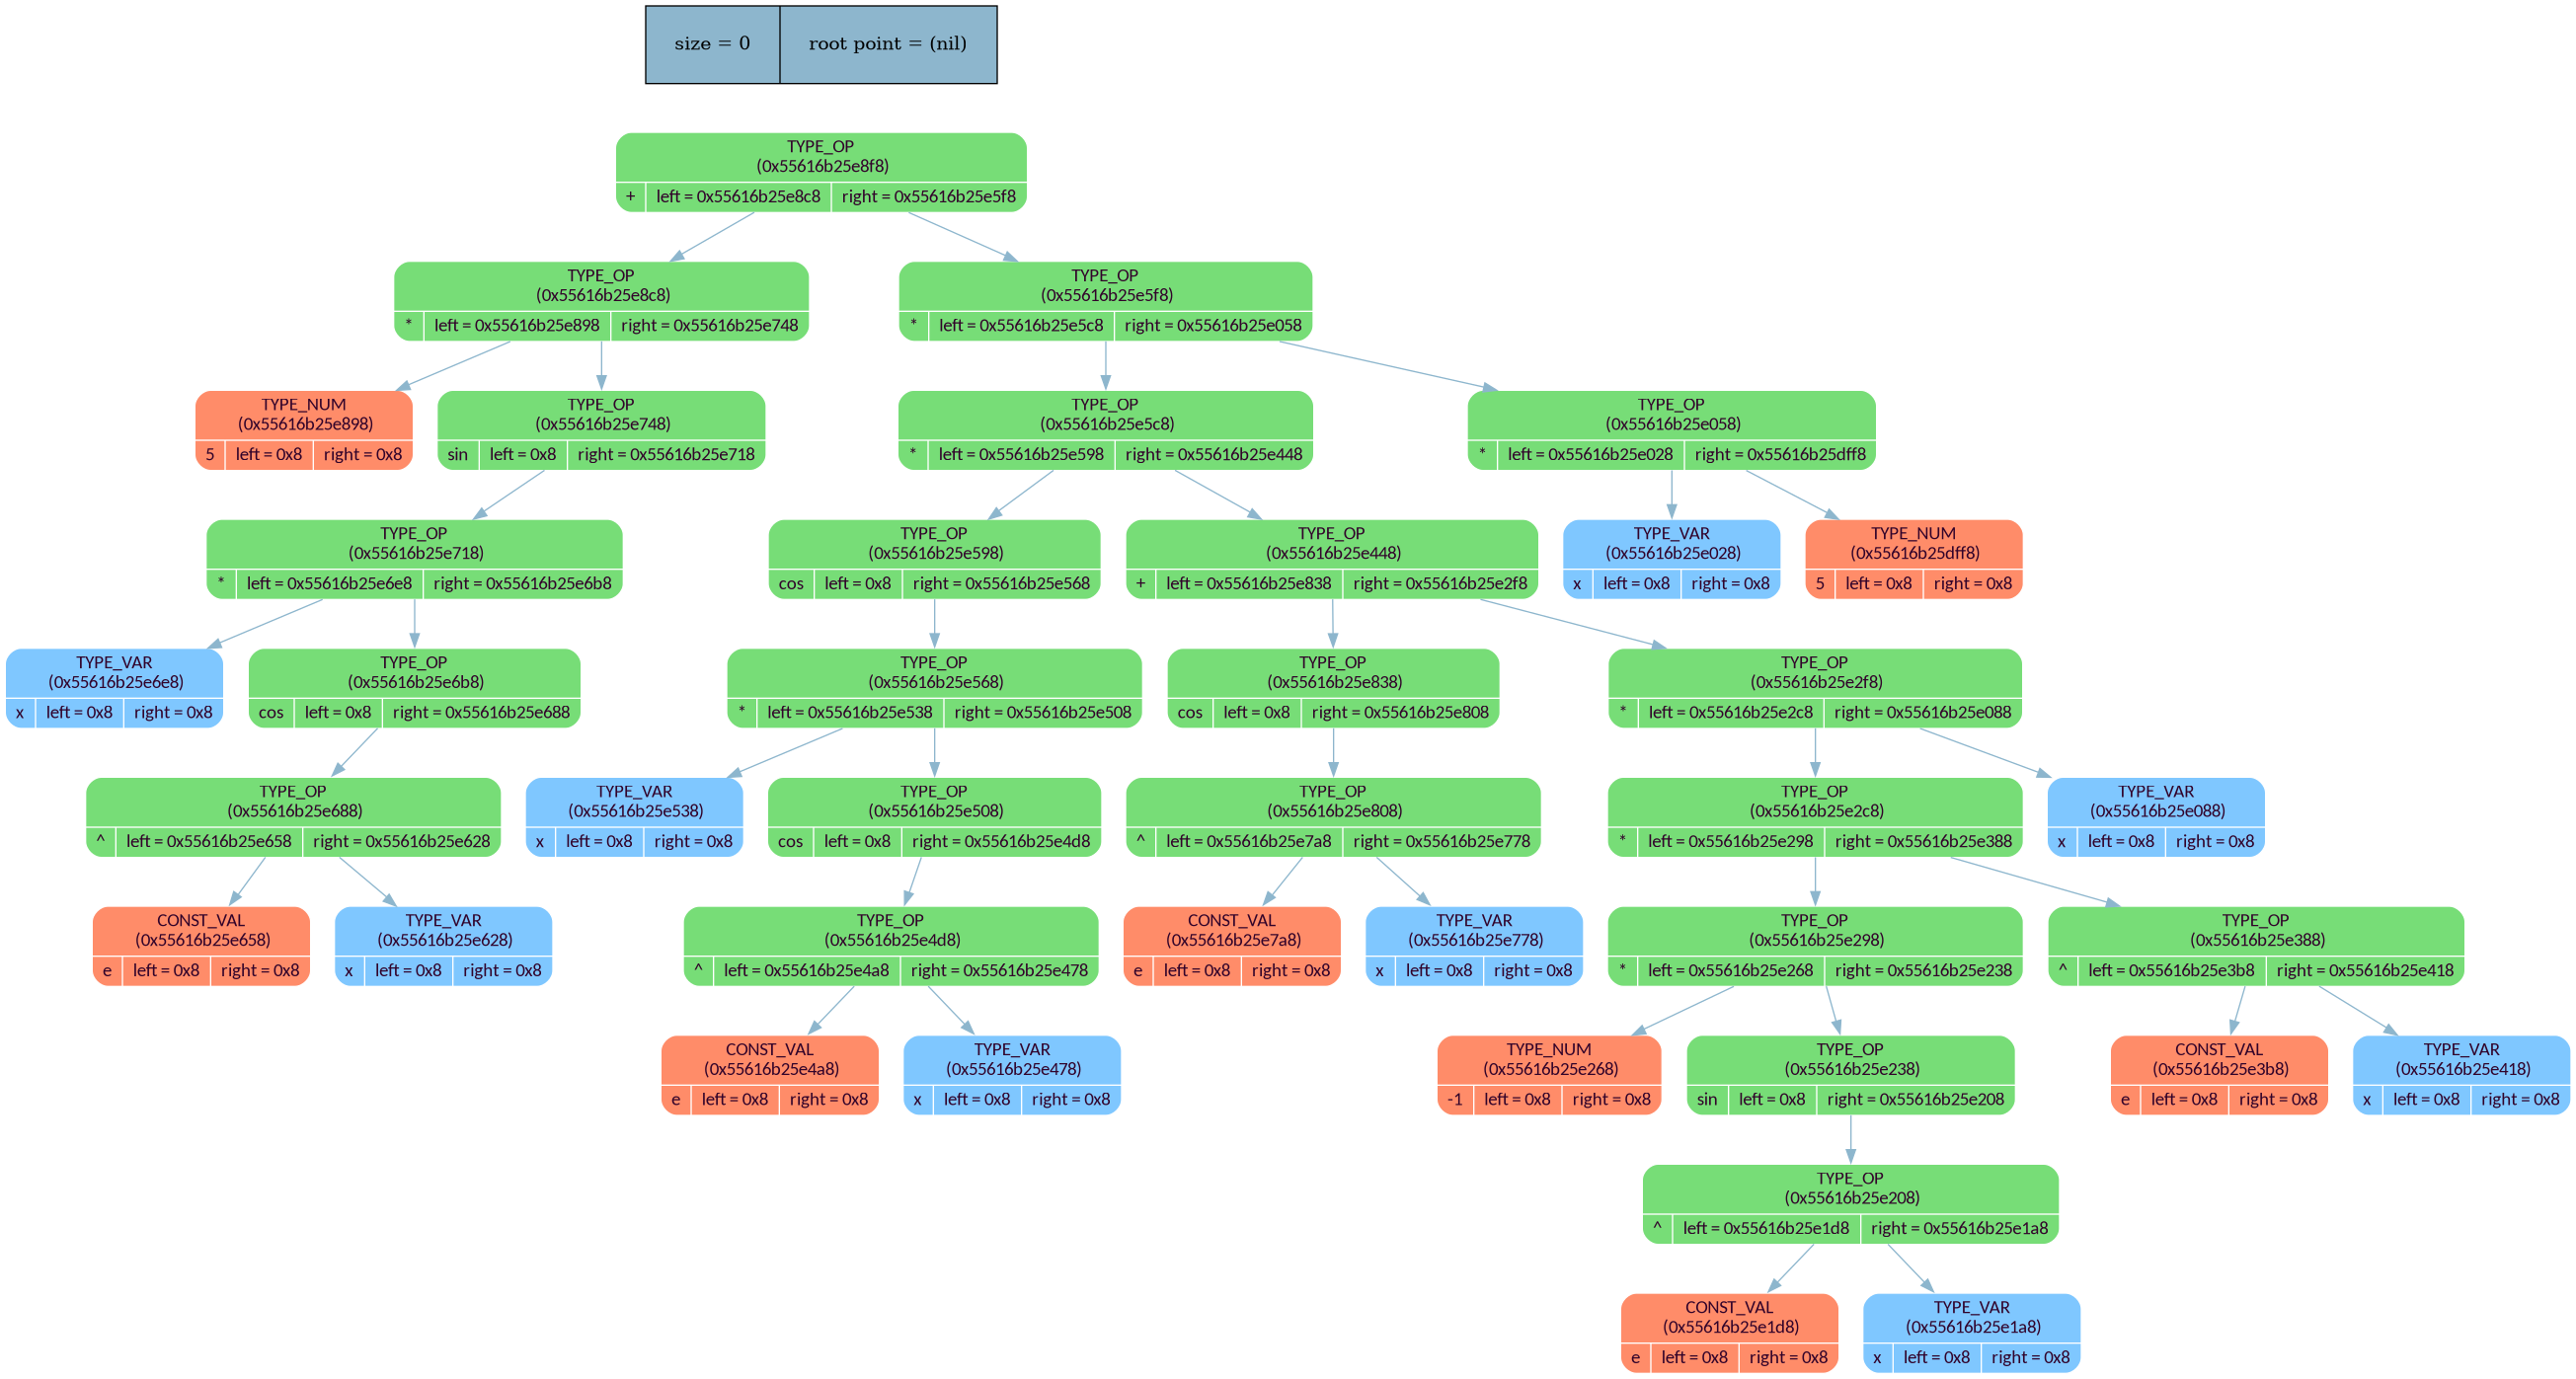 size = 0 root point = (nil)
TYPE_OP
(0x55616b25e8f8)
+ left = 0x55616b25e8c8 right = 0x55616b25e5f8
TYPE_OP
(0x55616b25e8c8)
* left = 0x55616b25e898 right = 0x55616b25e748
TYPE_OP
(0x55616b25e5f8)
* left = 0x55616b25e5c8 right = 0x55616b25e058
TYPE_NUM
(0x55616b25e898)
5 left = 0x8 right = 0x8
TYPE_OP
(0x55616b25e748)
sin left = 0x8 right = 0x55616b25e718
TYPE_OP
(0x55616b25e5c8)
* left = 0x55616b25e598 right = 0x55616b25e448
TYPE_OP
(0x55616b25e058)
* left = 0x55616b25e028 right = 0x55616b25dff8
TYPE_OP
(0x55616b25e718)
* left = 0x55616b25e6e8 right = 0x55616b25e6b8
TYPE_OP
(0x55616b25e598)
cos left = 0x8 right = 0x55616b25e568
TYPE_OP
(0x55616b25e448)
+ left = 0x55616b25e838 right = 0x55616b25e2f8
TYPE_VAR
(0x55616b25e028)
x left = 0x8 right = 0x8
TYPE_NUM
(0x55616b25dff8)
5 left = 0x8 right = 0x8
TYPE_VAR
(0x55616b25e6e8)
x left = 0x8 right = 0x8
TYPE_OP
(0x55616b25e6b8)
cos left = 0x8 right = 0x55616b25e688
TYPE_OP
(0x55616b25e568)
* left = 0x55616b25e538 right = 0x55616b25e508
TYPE_OP
(0x55616b25e838)
cos left = 0x8 right = 0x55616b25e808
TYPE_OP
(0x55616b25e2f8)
* left = 0x55616b25e2c8 right = 0x55616b25e088
TYPE_OP
(0x55616b25e688)
^ left = 0x55616b25e658 right = 0x55616b25e628
TYPE_VAR
(0x55616b25e538)
x left = 0x8 right = 0x8
TYPE_OP
(0x55616b25e508)
cos left = 0x8 right = 0x55616b25e4d8
TYPE_OP
(0x55616b25e808)
^ left = 0x55616b25e7a8 right = 0x55616b25e778
TYPE_OP
(0x55616b25e2c8)
* left = 0x55616b25e298 right = 0x55616b25e388
TYPE_VAR
(0x55616b25e088)
x left = 0x8 right = 0x8
CONST_VAL
(0x55616b25e658)
e left = 0x8 right = 0x8
TYPE_VAR
(0x55616b25e628)
x left = 0x8 right = 0x8
TYPE_OP
(0x55616b25e4d8)
^ left = 0x55616b25e4a8 right = 0x55616b25e478
CONST_VAL
(0x55616b25e7a8)
e left = 0x8 right = 0x8
TYPE_VAR
(0x55616b25e778)
x left = 0x8 right = 0x8
TYPE_OP
(0x55616b25e298)
* left = 0x55616b25e268 right = 0x55616b25e238
TYPE_OP
(0x55616b25e388)
^ left = 0x55616b25e3b8 right = 0x55616b25e418
CONST_VAL
(0x55616b25e4a8)
e left = 0x8 right = 0x8
TYPE_VAR
(0x55616b25e478)
x left = 0x8 right = 0x8
TYPE_NUM
(0x55616b25e268)
-1 left = 0x8 right = 0x8
TYPE_OP
(0x55616b25e238)
sin left = 0x8 right = 0x55616b25e208
CONST_VAL
(0x55616b25e3b8)
e left = 0x8 right = 0x8
TYPE_VAR
(0x55616b25e418)
x left = 0x8 right = 0x8
TYPE_OP
(0x55616b25e208)
^ left = 0x55616b25e1d8 right = 0x55616b25e1a8
CONST_VAL
(0x55616b25e1d8)
e left = 0x8 right = 0x8
TYPE_VAR
(0x55616b25e1a8)
x left = 0x8 right = 0x8